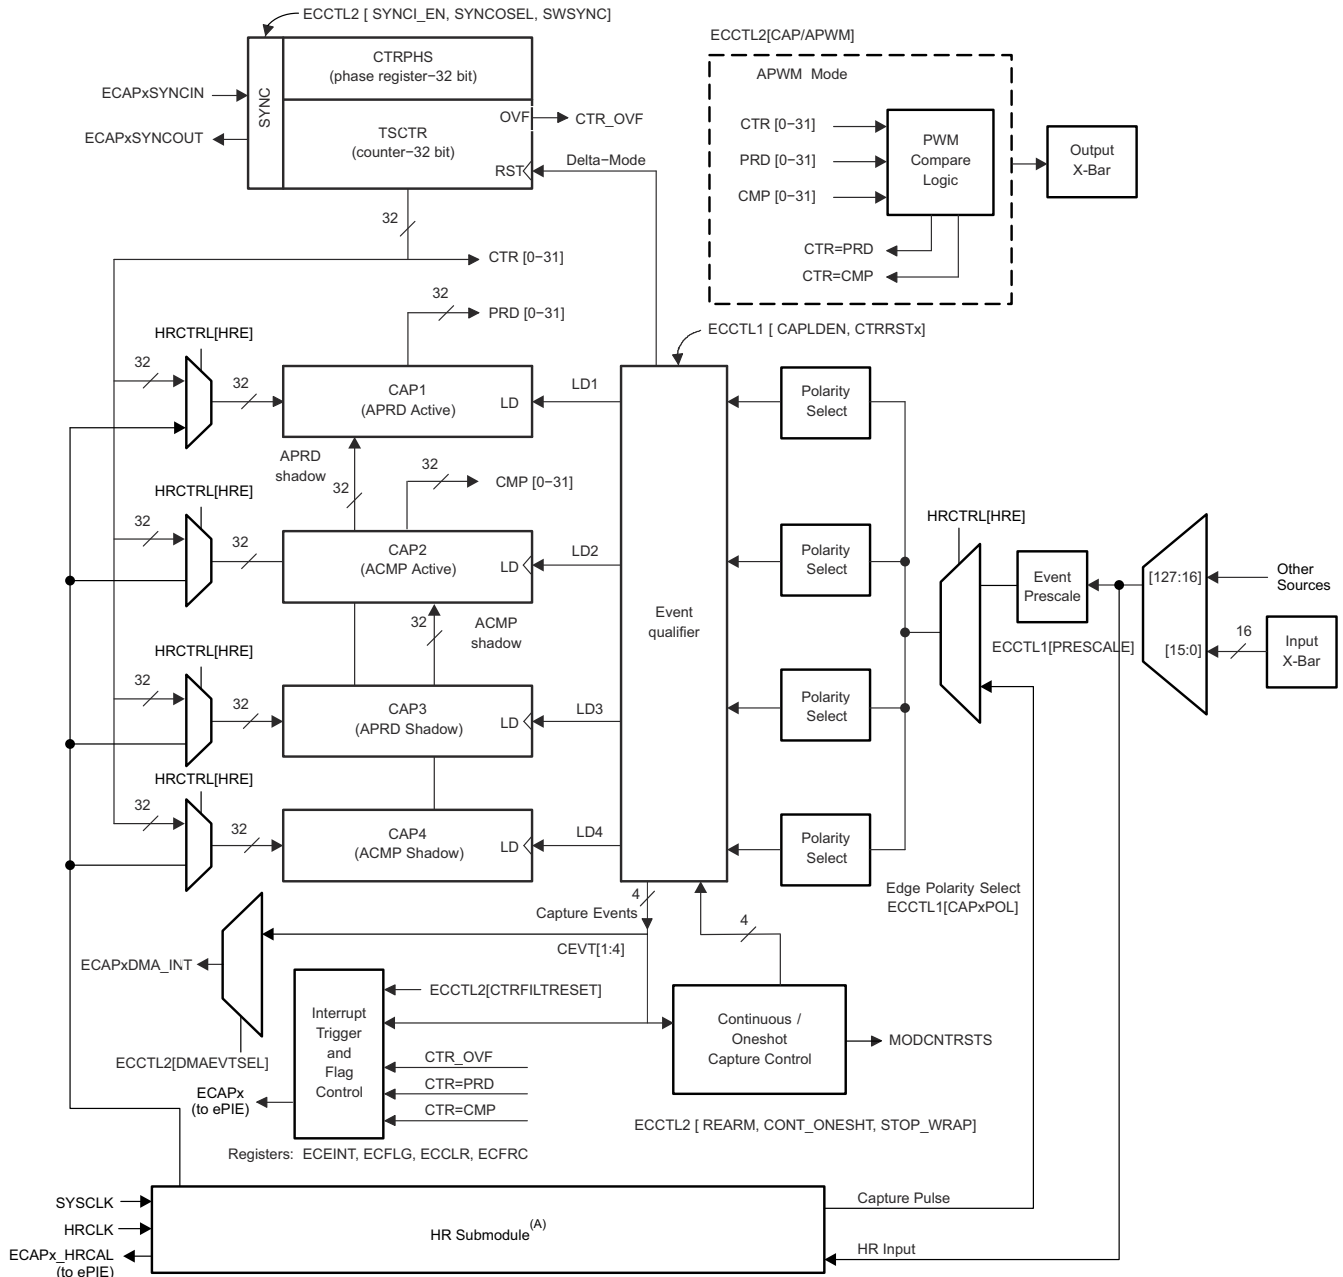 ECCTL2 [ SYNCI_EN, SYNCOSEL, SWSYNC]
SYNC
CTRPHS
(phase register−32 bit)
TSCTR
(counter−32 bit)
OVF
RST
ECAPxSYNCIN
ECAPxSYNCOUT
CTR_OVF
Delta−Mode
ECCTL2[CAP/APWM]
APWM Mode
CTR [0−31]
PRD [0−31]
CMP [0−31]
PWM
Compare
Logic
CTR=PRD
CTR=CMP
Output
X-Bar
32
CTR [0−31]
32
PRD [0−31]
ECCTL1 [ CAPLDEN, CTRRSTx]
HRCTRL[HRE]
32
32
CAP1
(APRD Active)
LD
LD1
Polarity
Select
APRD
shadow
32
32
CMP [0−31]
HRCTRL[HRE]
32
32
CAP2
(ACMP Active)
LD
LD2
Polarity
Select
Event
qualifier
32
ACMP
shadow
HRCTRL[HRE]
Event
Prescale
ECCTL1[PRESCALE]
[127:16]
[15:0]
Other
Sources
16
Input
X-Bar
HRCTRL[HRE]
32
32
CAP3
(APRD Shadow)
LD
LD3
Polarity
Select
HRCTRL[HRE]
32
32
CAP4
(ACMP Shadow)
LD
LD4
Polarity
Select
Edge Polarity Select
ECCTL1[CAPxPOL]
4
Capture Events
CEVT[1:4]
4
ECAPxDMA_INT
ECCTL2[DMAEVTSEL]
Interrupt
Trigger
and
Flag
Control
ECCTL2[CTRFILTRESET]
CTR_OVF
CTR=PRD
CTR=CMP
ECAPx
(to ePIE)
Continuous /
Oneshot
Capture Control
MODCNTRSTS
ECCTL2 [ REARM, CONT_ONESHT, STOP_WRAP]
Registers: ECEINT, ECFLG, ECCLR, ECFRC
SYSCLK
HRCLK
ECAPx_HRCAL
(to ePIE)
HR Submodule(A)
Capture Pulse
HR Input